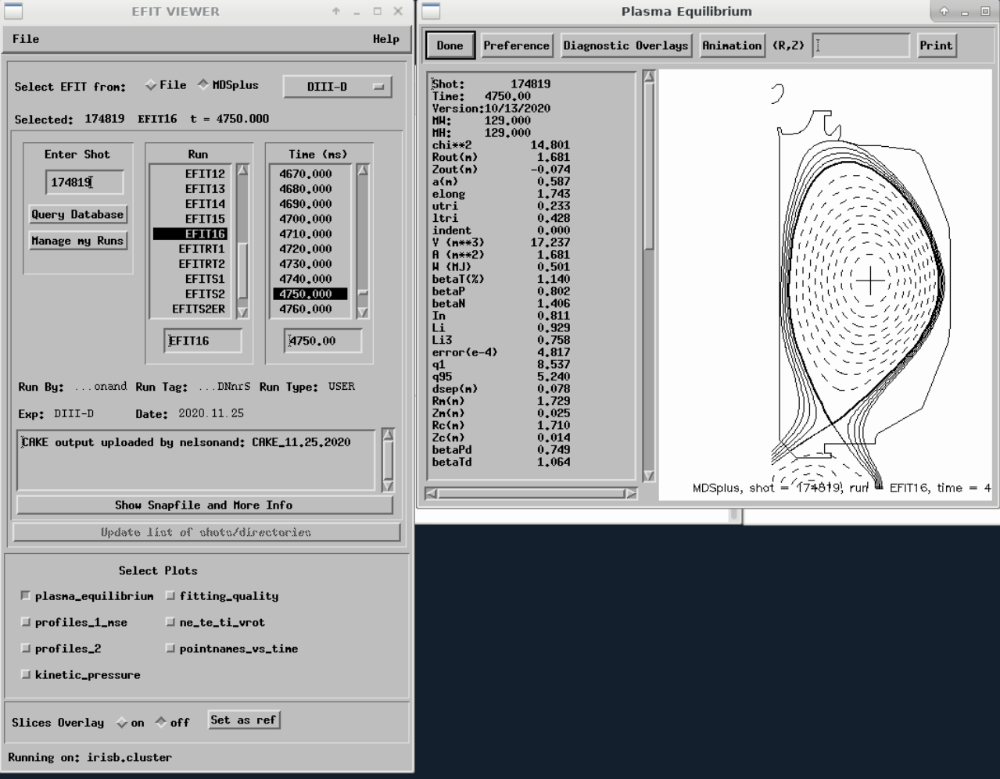 EFIT VIEWER
File Help
Select EFIT from: File MDSplus DIII-D
Selected: 174819 EFIT16 t = 4750.000
Enter Shot
174819
Query Database
Manage my Runs
Run
EFIT12
EFIT13
EFIT14
EFIT15
EFIT16
EFITRT1
EFITRT2
EFITS1
EFITS2
EFITS2ER
EFIT16
Time (ms)
4670.000
4680.000
4690.000
4700.000
4710.000
4720.000
4730.000
4740.000
4750.000
4760.000
4750.00
Run By: ...onand Run Tag: ...DNnrS Run Type: USER
Exp: DIII-D Date: 2020.11.25
CAKE output uploaded by nelsonand: CAKE_11.25.2020
Show Snapfile and More Info
Update list of shots/directories
Select Plots
plasma_equilibrium fitting_quality
profiles_1_mse ne_te_ti_vrot
profiles_2 pointnames_vs_time
kinetic_pressure
Slices Overlay on off Set as ref
Running on: irisb.cluster
Plasma Equilibrium
Done Preference Diagnostic Overlays Animation (R,Z) Print
Shot: 174819
Time: 4750.00
Version:10/13/2020
MW: 129.000
MH: 129.000
chi**2 14.801
Rout(m) 1.681
Zout(m) -0.074
a(m) 0.587
elong 1.743
utri 0.233
ltri 0.428
indent 0.000
V (m**3) 17.237
A (m**2) 1.681
W (MJ) 0.501
betaT(%) 1.140
betaP 0.802
betaN 1.406
In 0.811
Li 0.929
Li3 0.758
error(e-4) 4.817
q1 8.537
q95 5.240
dsep(m) 0.078
Rm(m) 1.729
Zm(m) 0.025
Rc(m) 1.710
Zc(m) 0.014
betaPd 0.749
betaTd 1.064
MDSplus, shot = 174819, run = EFIT16, time = 4